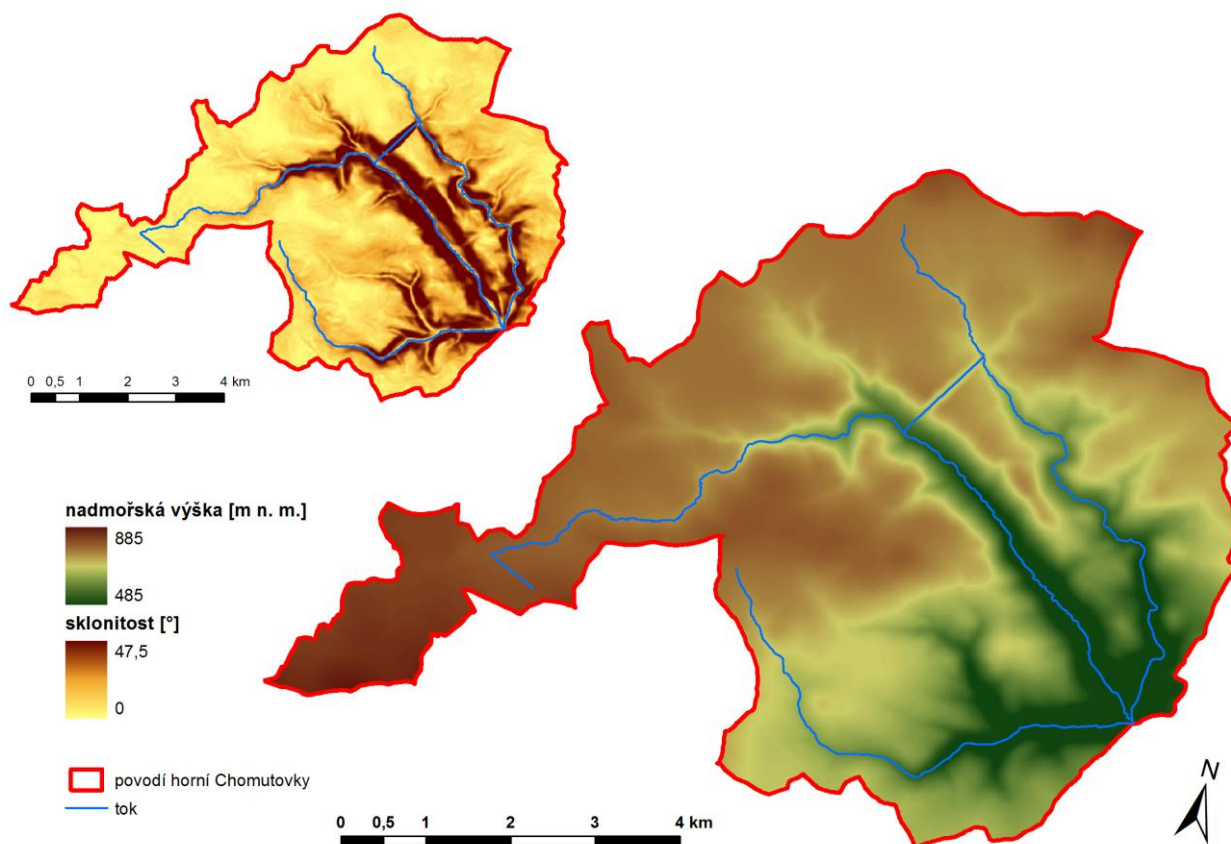 0 0,5 1 2 3 4 km
nadmořská výška [m n. m.]
885
485
sklonitost [°]
47,5
0
povodí horní Chomutovky
tok
0 0,5 1 2 3 4 km
N